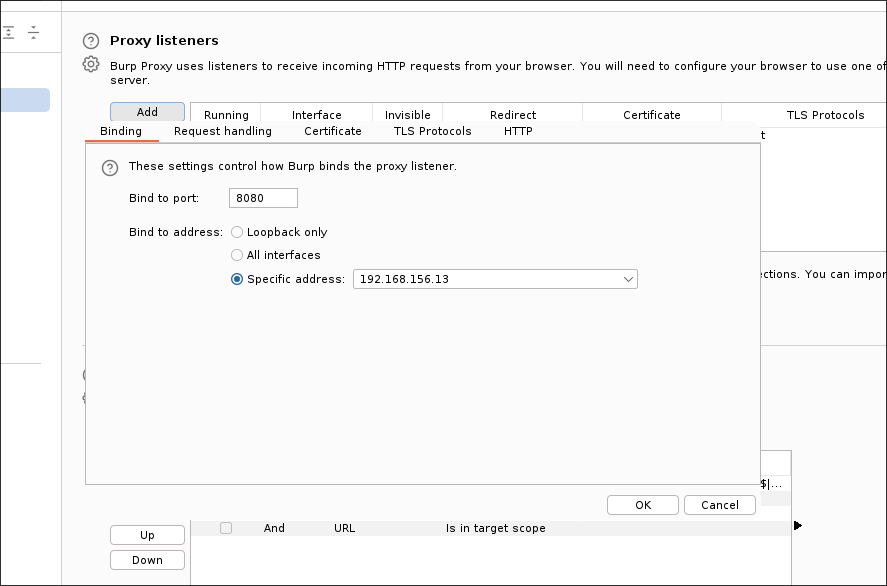 Proxy listeners
Burp Proxy uses listeners to receive incoming HTTP requests from your browser. You will need to configure your browser to use one of
server.
Add Running Interface Invisible Redirect Certificate TLS Protocols
Binding Request handling Certificate TLS Protocols HTTP
These settings control how Burp binds the proxy listener.
Bind to port: 8080
Bind to address: Loopback only
All interfaces
Specific address: 192.168.156.13
ctions. You can impor
$|...
OK Cancel
And URL Is in target scope
Up
Down